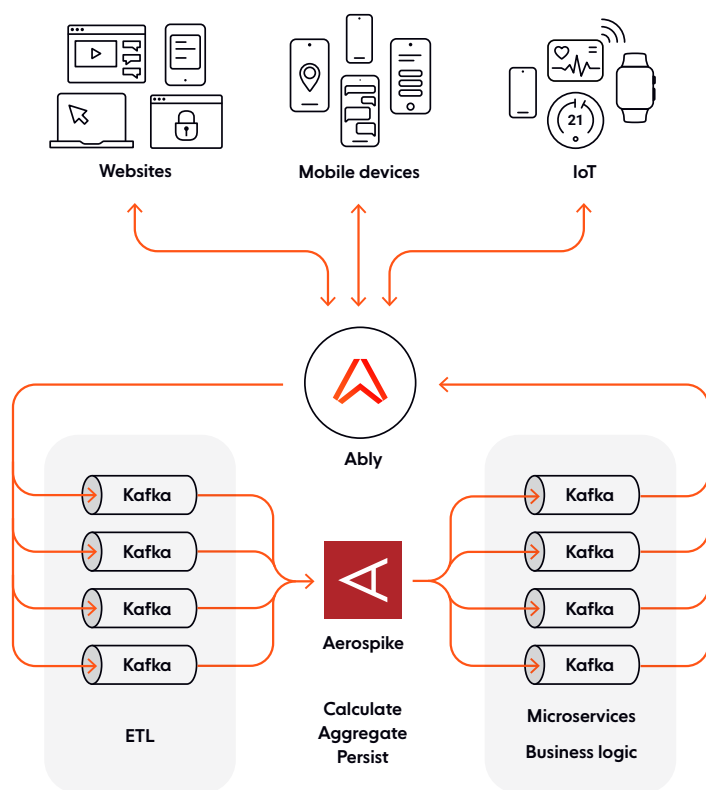 21
Websites
Mobile devices
IoT
Ably
Kafka
Kafka
Kafka
Kafka
ETL
Aerospike
Calculate
Aggregate
Persist
Kafka
Kafka
Kafka
Kafka
Microservices
Business logic